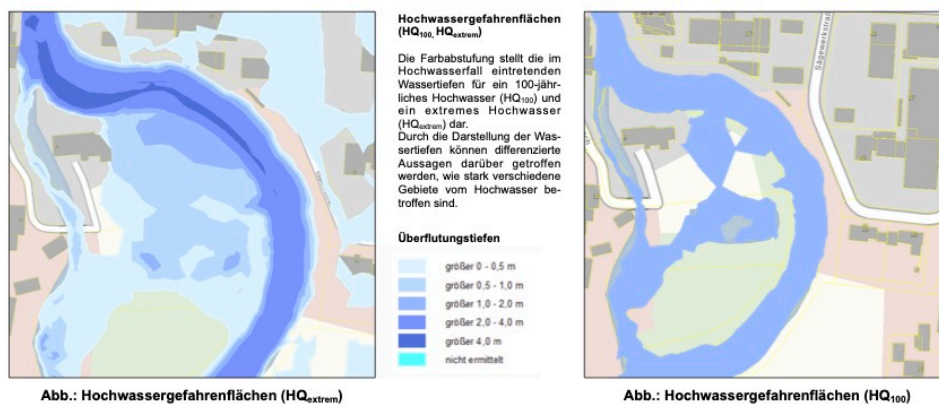 Hochwassergefahrenflächen
(HQ100, HQextrem)
Die Farbabstufung stellt die im
Hochwasserfall eintretenden
Wassertiefen für ein 100-jähr-
liches Hochwasser (HQ100) und
ein extremes Hochwasser
(HQextrem) dar.
Durch die Darstellung der Was-
sertiefen können differenzierte
Aussagen darüber getroffen
werden, wie stark verschiedene
Gebiete vom Hochwasser be-
troffen sind.
Überflutungstiefen
größer 0 - 0,5 m
größer 0,5 - 1,0 m
größer 1,0 - 2,0 m
größer 2,0 - 4,0 m
größer 4,0 m
nicht ermittelt
Sägewerkstraß
Abb.: Hochwassergefahrenflächen (HQextrem)
Abb.: Hochwassergefahrenflächen (HQ100)